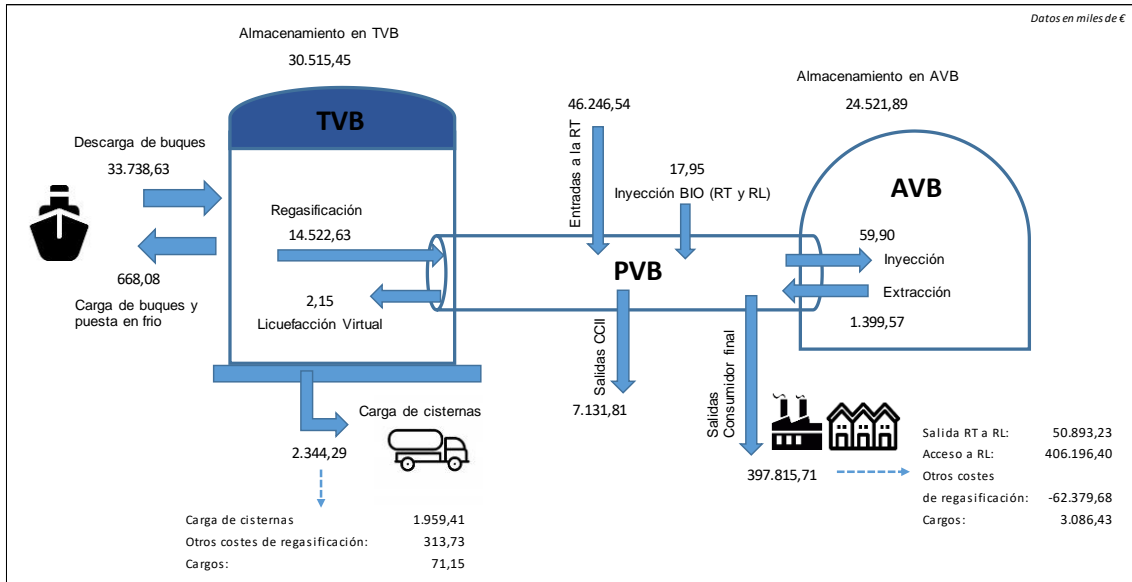 Datos en miles de €
Almacenamiento en TVB
30.515,45
Almacenamiento en AVB
24.521,89
TVB
Descarga de buques
33.738,63
668,08
Carga de buques y
puesta en frio
Regasificación
14.522,63
2,15
Licuefacción Virtual
46.246,54
Entradas a la RT
17,95
Inyección BIO (RT y RL)
PVB
AVB
59,90
Inyección
Extracción
1.399,57
Salidas CCII
7.131,81
Salidas
Consumidor final
397.815,71
Carga de cisternas
2.344,29
Carga de cisternas 1.959,41
Otros costes de regasificación: 313,73
Cargos: 71,15
Salida RT a RL: 50.893,23
Acceso a RL: 406.196,40
Otros costes
de regasificación: -62.379,68
Cargos: 3.086,43